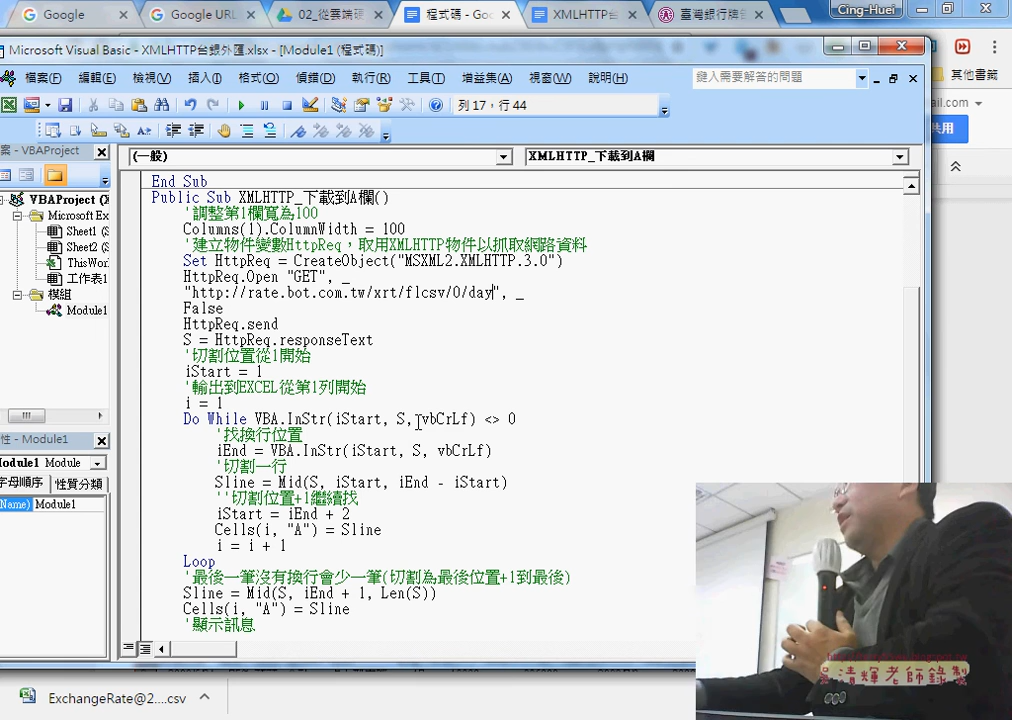 Google
Google URL
02_從雲端硬
程式碼 - Goo
XMLHTTP台
臺灣銀行牌告
Cing-Huei
Microsoft Visual Basic - XMLHTTP台銀外匯.xlsx - [Module1 (程式碼)]
檔案(F) 編輯(E) 檢視(V) 插入(I) 格式(O) 偵錯(D) 執行(R) 工具(T) 增益集(A) 視窗(W) 說明(H)
鍵入需要解答的問題
其他書籤
列 17，行 44
ail.com
共用
案 - VBAProject
(一般)
XMLHTTP_下載到A欄
VBAProject (X
Microsoft Ex
Sheet1 (S
Sheet2 (S
ThisWor
工作表1
模組
Module1
性 - Module1
Module1 Module
字母順序
性質分類
Name) Module1
End Sub
Public Sub XMLHTTP_下載到A欄()
'調整第1欄寬為100
Columns(1).ColumnWidth = 100
'建立物件變數HttpReq，取用XMLHTTP物件以抓取網路資料
Set HttpReq = CreateObject("MSXML2.XMLHTTP.3.0")
HttpReq.Open "GET", _
"http://rate.bot.com.tw/xrt/flcsv/0/day", _
False
HttpReq.send
S = HttpReq.responseText
'切割位置從1開始
iStart = 1
'輸出到EXCEL從第1列開始
i = 1
Do While VBA.InStr(iStart, S, vbCrLf) <> 0
'找換行位置
iEnd = VBA.InStr(iStart, S, vbCrLf)
'切割一行
Sline = Mid(S, iStart, iEnd - iStart)
''切割位置+1繼續找
iStart = iEnd + 2
Cells(i, "A") = Sline
i = i + 1
Loop
'最後一筆沒有換行會少一筆(切割為最後位置+1到最後)
Sline = Mid(S, iEnd + 1, Len(S))
Cells(i, "A") = Sline
'顯示訊息
吳清輝老師錄製
ExchangeRate@2....csv